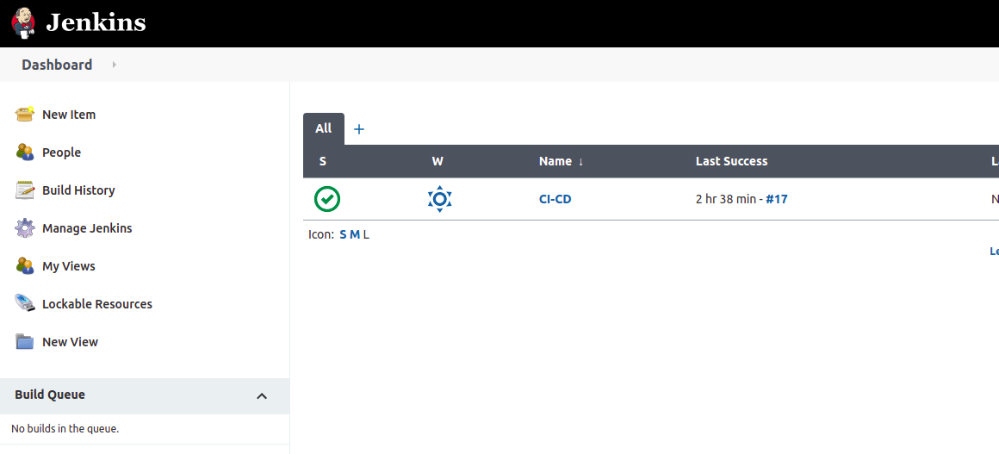 Jenkins
Dashboard
New Item
People
Build History
Manage Jenkins
My Views
Lockable Resources
New View
Build Queue
No builds in the queue.
All +
S W Name ↓ Last Success L
CI-CD 2 hr 38 min - #17 N
Icon: S M L
Le